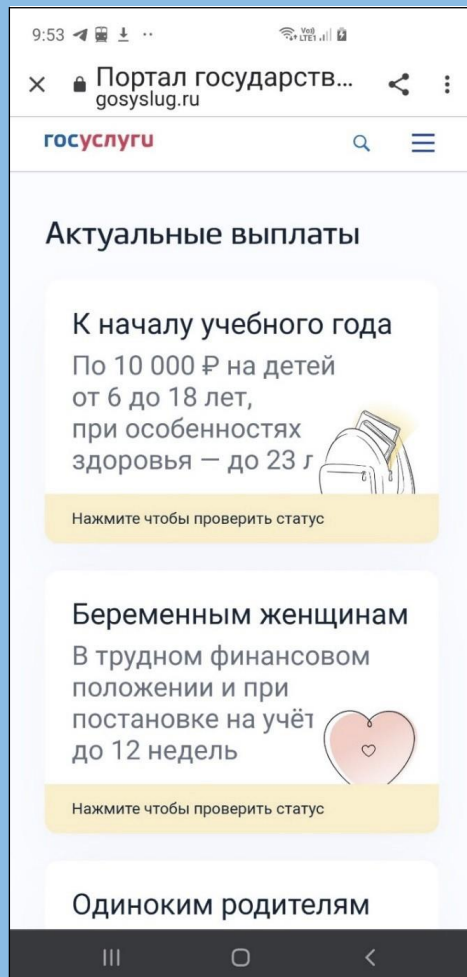 9:53
Vo)) LTE1
Портал государств...
gosyslug.ru
госуслуги
Актуальные выплаты
К началу учебного года
По 10 000 ₽ на детей
от 6 до 18 лет,
при особенностях
здоровья — до 23 л
Нажмите чтобы проверить статус
Беременным женщинам
В трудном финансовом
положении и при
постановке на учёт
до 12 недель
Нажмите чтобы проверить статус
Одиноким родителям